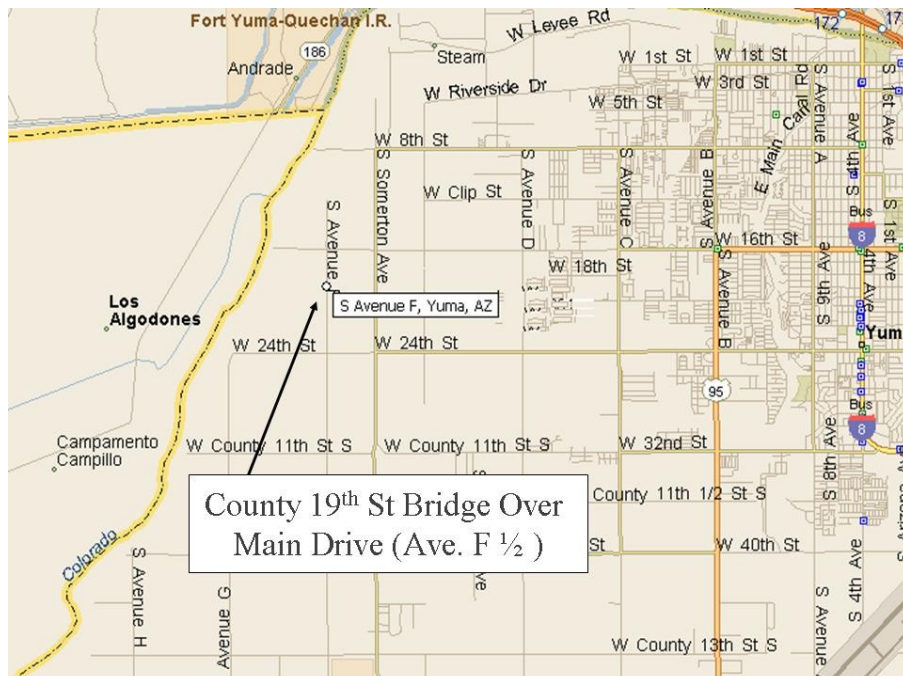 Fort Yuma-Quechan I.R.
186
Andrade
Steam
W Levee Rd
172
W 1st St
W 1st St
W 3rd St
W Riverside Dr
W 5th St
E Main Canal Rd
S Avenue A
S 4th Ave
S 1st Ave
W 8th St
S Somerton Ave
S Avenue D
S Avenue C
S Avenue B
W Clip St
S Avenue F
W 16th St
Bus
8
S 1st Ave
W 18th St
S Avenue B
S 9th Ave
4th Ave
S Avenue F, Yuma, AZ
Los
Algodones
W 24th St
W 24th St
Yum
95
Bus
8
Campamento
Campillo
W County 11th St S
W County 11th St S
W 32nd St
S 8th Ave
County 19th St Bridge Over
Main Drive (Ave. F ½ )
County 11th 1/2 St S
St
W 40th St
Colorado
S Avenue H
Avenue G
Ave
S 4th Ave
S Avenue
W County 13th St S